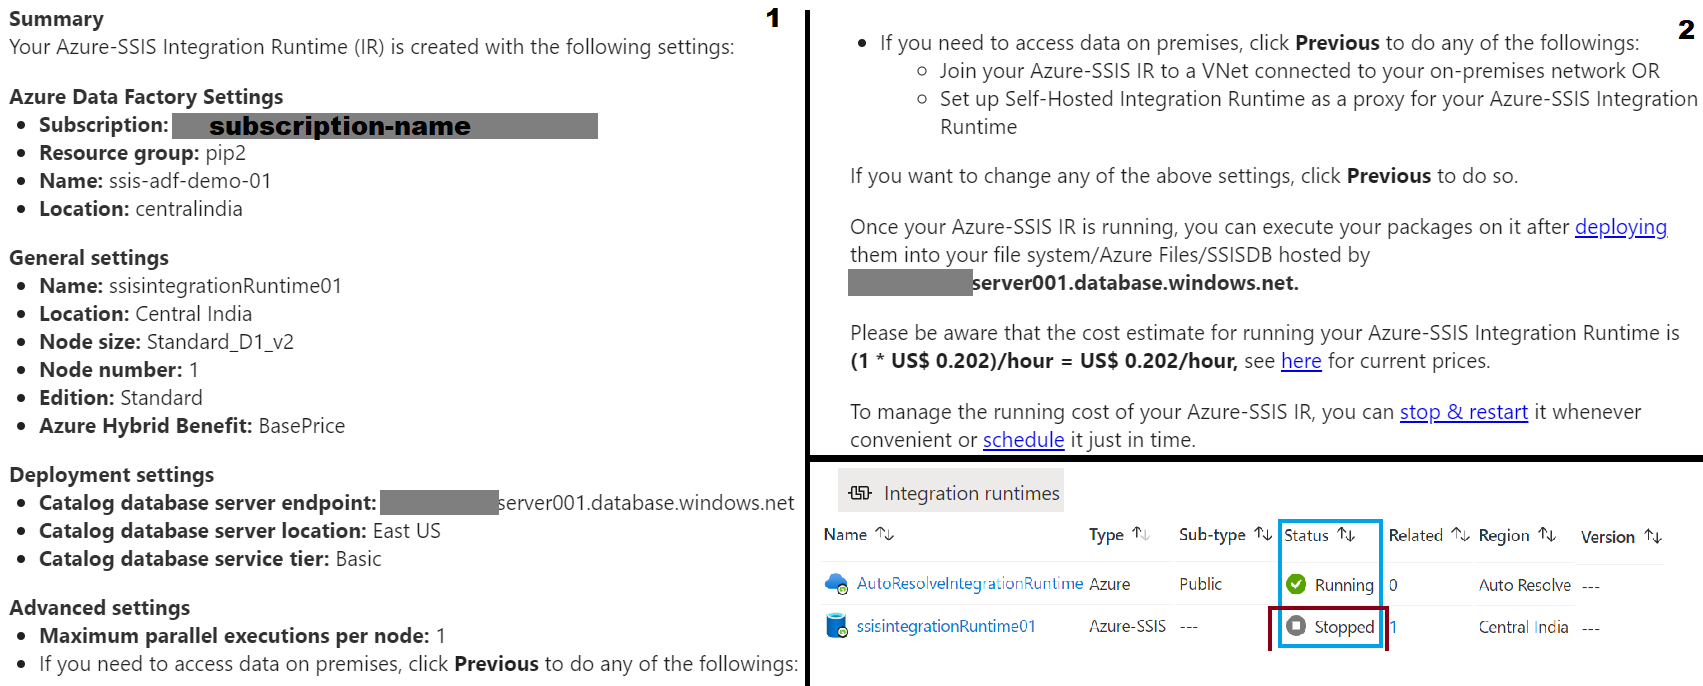 1
Summary
Your Azure-SSIS Integration Runtime (IR) is created with the following settings:
Azure Data Factory Settings
Subscription: subscription-name
Resource group: pip2
Name: ssis-adf-demo-01
Location: centralindia
General settings
Name: ssisintegrationRuntime01
Location: Central India
Node size: Standard_D1_v2
Node number: 1
Edition: Standard
Azure Hybrid Benefit: BasePrice
Deployment settings
Catalog database server endpoint: server001.database.windows.net
Catalog database server location: East US
Catalog database service tier: Basic
Advanced settings
Maximum parallel executions per node: 1
If you need to access data on premises, click Previous to do any of the followings:
2
If you need to access data on premises, click Previous to do any of the followings:
Join your Azure-SSIS IR to a VNet connected to your on-premises network OR
Set up Self-Hosted Integration Runtime as a proxy for your Azure-SSIS Integration
Runtime
If you want to change any of the above settings, click Previous to do so.
Once your Azure-SSIS IR is running, you can execute your packages on it after deploying
them into your file system/Azure Files/SSISDB hosted by
server001.database.windows.net.
Please be aware that the cost estimate for running your Azure-SSIS Integration Runtime is
(1 * US$ 0.202)/hour = US$ 0.202/hour, see here for current prices.
To manage the running cost of your Azure-SSIS IR, you can stop & restart it whenever
convenient or schedule it just in time.
Integration runtimes
Name Type Sub-type Status Related Region Version
AutoResolveIntegrationRuntime Azure Public Running 0 Auto Resolve ---
ssisintegrationRuntime01 Azure-SSIS --- Stopped 1 Central India ---